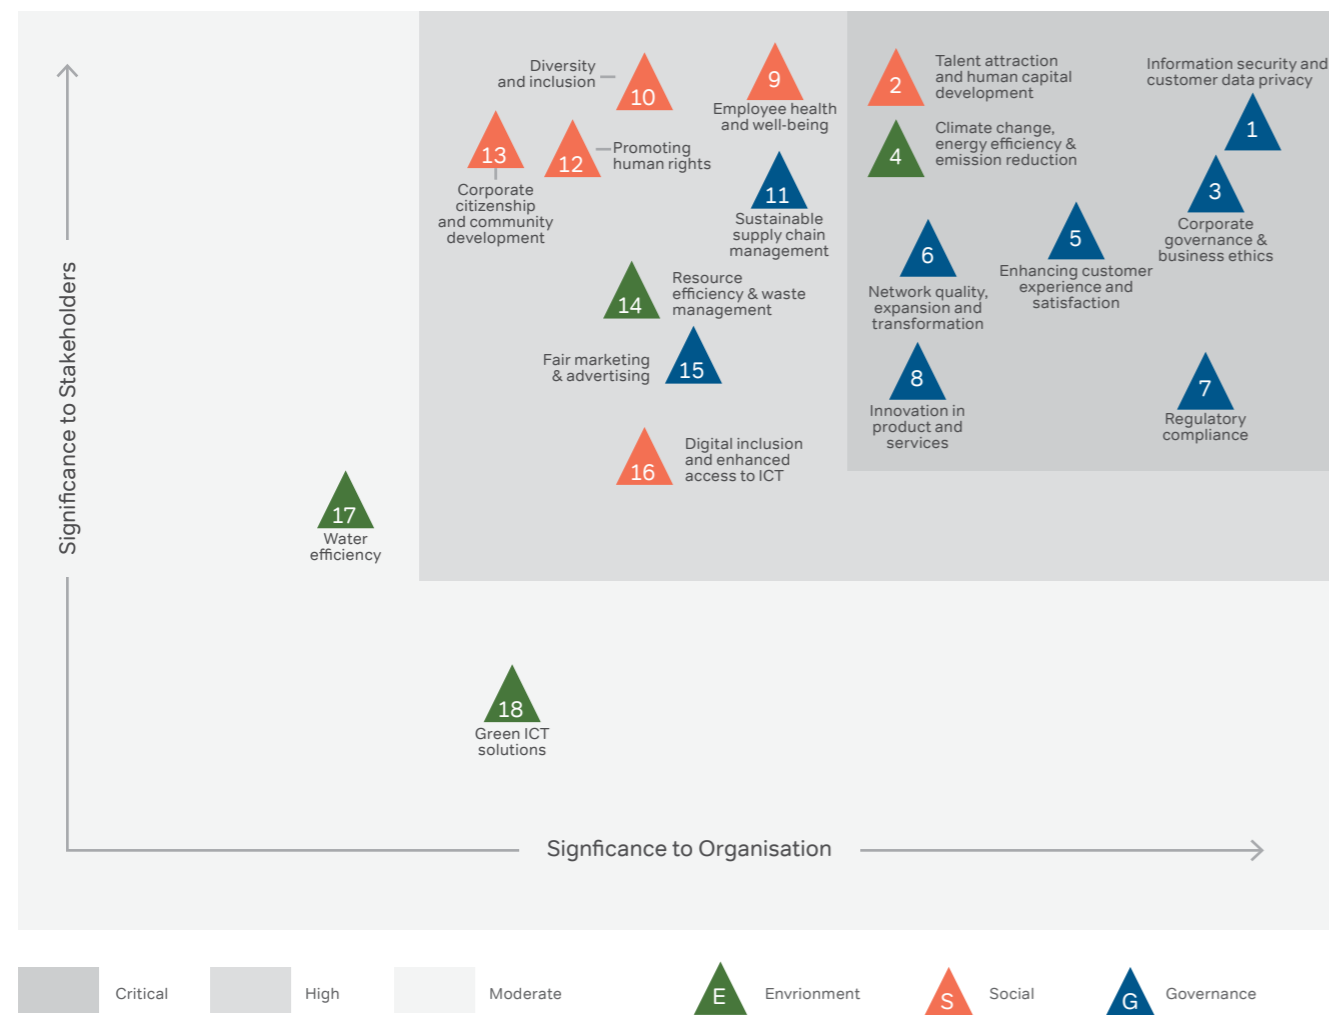 Significance to Stakeholders
Diversity
and inclusion
10
9
Employee health
and well-being
13
Corporate
citizenship
and community
development
12
Promoting
human rights
11
Sustainable
supply chain
management
14
Resource
efficiency & waste
management
Fair marketing
& advertising
15
16
Digital inclusion
and enhanced
access to ICT
2
Talent attraction
and human capital
development
Information security and
customer data privacy
1
4
Climate change,
energy efficiency &
emission reduction
3
Corporate
governance &
business ethics
5
Enhancing customer
experience and
satisfaction
6
Network quality,
expansion and
transformation
8
Innovation in
product and
services
7
Regulatory
compliance
17
Water
efficiency
18
Green ICT
solutions
Signficance to Organisation
Critical
High
Moderate
E
Envrionment
S
Social
G
Governance